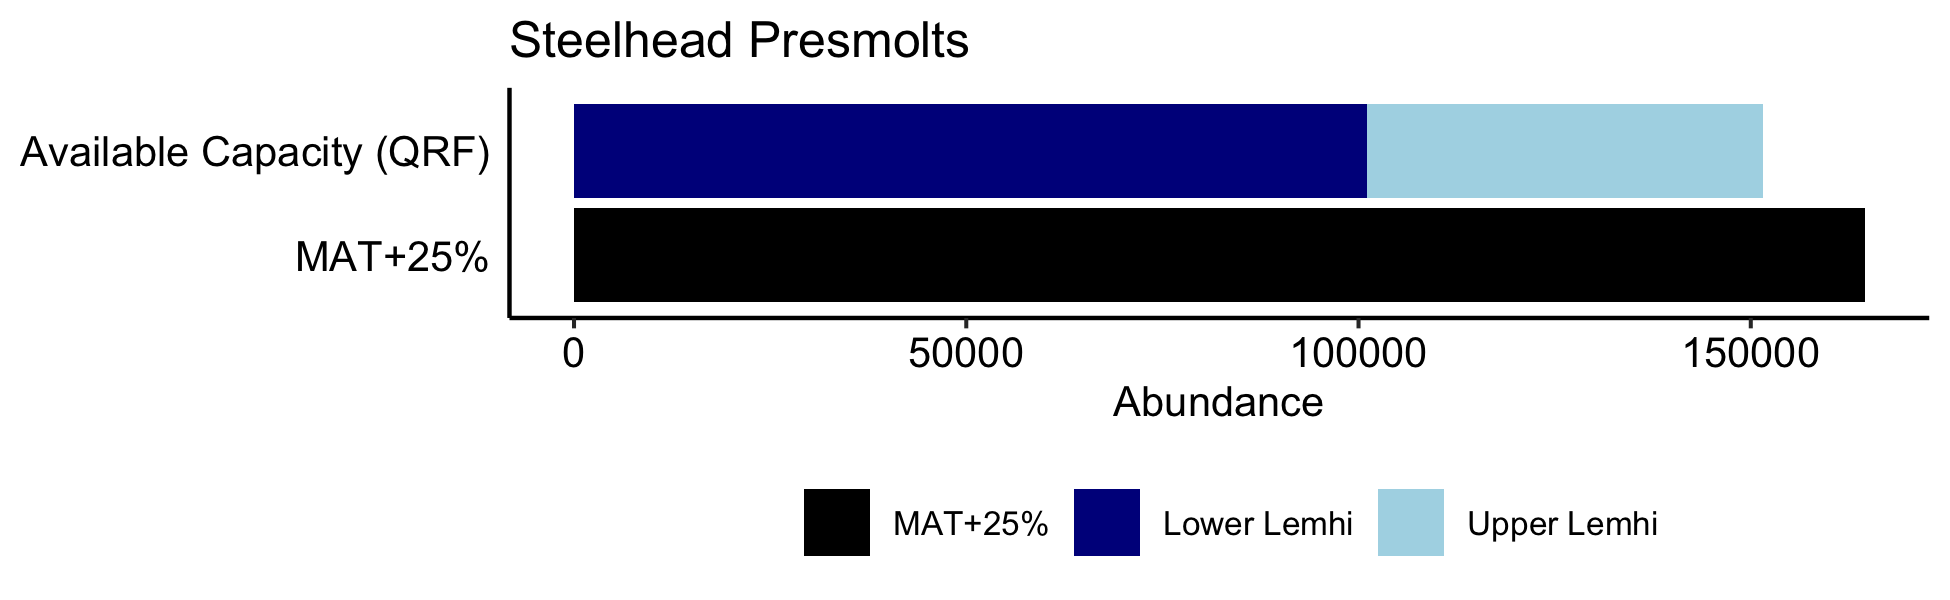 Steelhead Presmolts
Available Capacity (QRF)
MAT+25%
0 50000 100000 150000
Abundance
MAT+25% Lower Lemhi Upper Lemhi